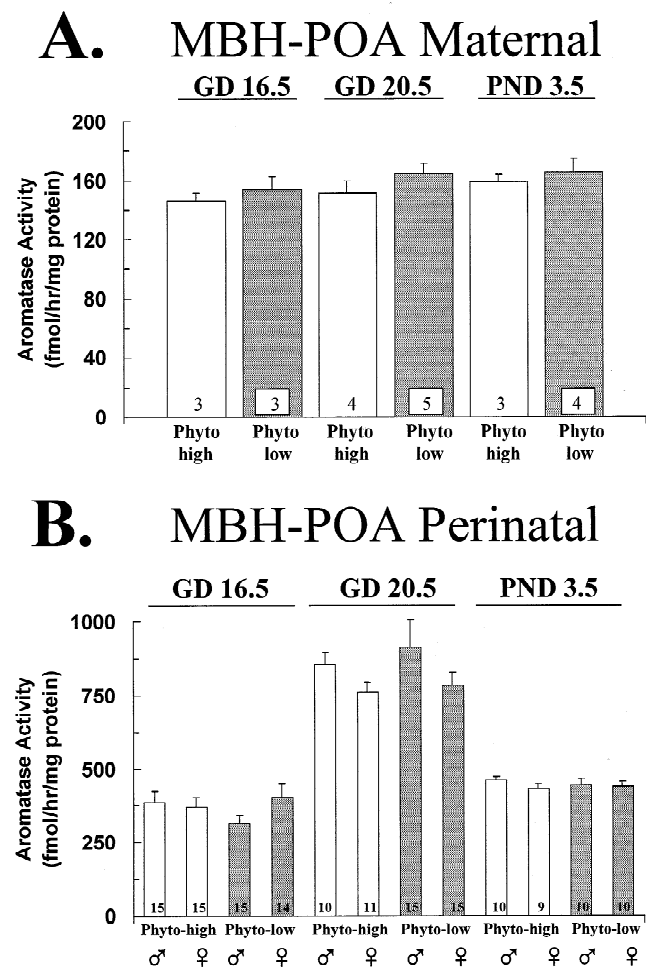 A. MBH-POA Maternal
GD 16.5 GD 20.5 PND 3.5
Aromatase Activity
(fmol/hr/mg protein)
200
160
120
80
40
0
3 3 4 5 3 4
Phyto high Phyto low Phyto high Phyto low Phyto high Phyto low
B. MBH-POA Perinatal
GD 16.5 GD 20.5 PND 3.5
Aromatase Activity
(fmol/hr/mg protein)
1000
750
500
250
0
15 15 15 14 10 11 15 15 10 9 10 10
Phyto-high Phyto-low Phyto-high Phyto-low Phyto-high Phyto-low
♂ ♀ ♂ ♀ ♂ ♀ ♂ ♀ ♂ ♀ ♂ ♀